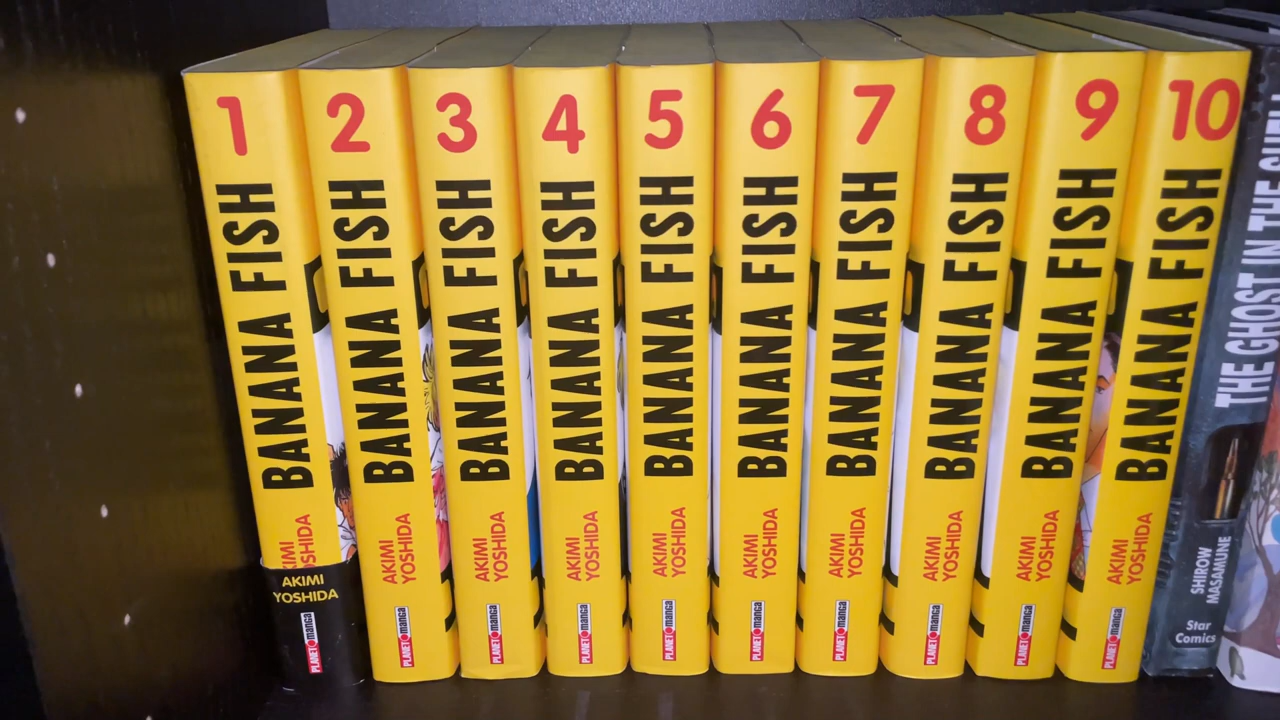 1
BANANA FISH
AKIMI
YOSHIDA
AKIMI
YOSHIDA
PLANET manga
2
BANANA FISH
AKIMI
YOSHIDA
PLANET manga
3
BANANA FISH
AKIMI
YOSHIDA
PLANET manga
4
BANANA FISH
AKIMI
YOSHIDA
PLANET manga
5
BANANA FISH
AKIMI
YOSHIDA
PLANET manga
6
BANANA FISH
AKIMI
YOSHIDA
PLANET manga
7
BANANA FISH
AKIMI
YOSHIDA
PLANET manga
8
BANANA FISH
AKIMI
YOSHIDA
PLANET manga
9
BANANA FISH
AKIMI
YOSHIDA
PLANET manga
10
BANANA FISH
AKIMI
YOSHIDA
PLANET manga
THE GHOST IN THE SHELL
SHIROW
MASAMUNE
Star
Comics